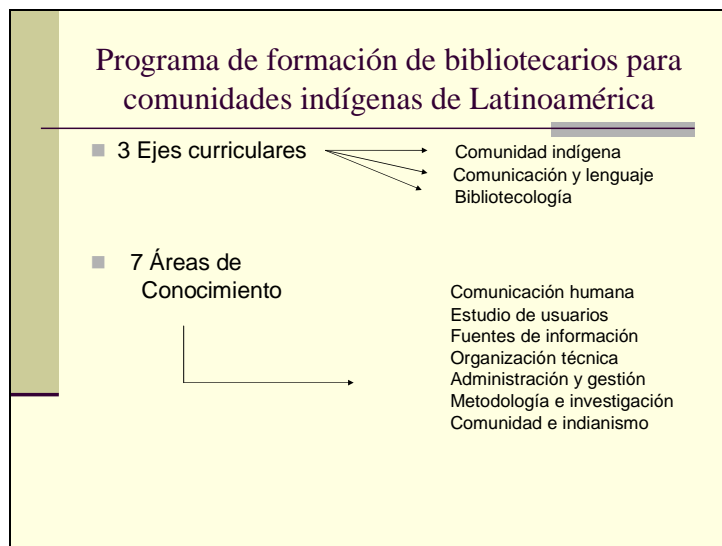 Programa de formación de bibliotecarios para
comunidades indígenas de Latinoamérica
3 Ejes curriculares
Comunidad indígena
Comunicación y lenguaje
Bibliotecología
7 Áreas de
Conocimiento
Comunicación humana
Estudio de usuarios
Fuentes de información
Organización técnica
Administración y gestión
Metodología e investigación
Comunidad e indianismo